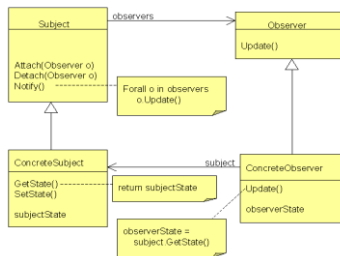 Subject
observers
Observer
Attach(Observer o)
Detach(Observer o)
Notify()
Update()
Forall o in observers
o.Update()
ConcreteSubject
subject
ConcreteObserver
GetState()
SetState()
subjectState
return subjectState
Update()
observerState
observerState =
subject.GetState()